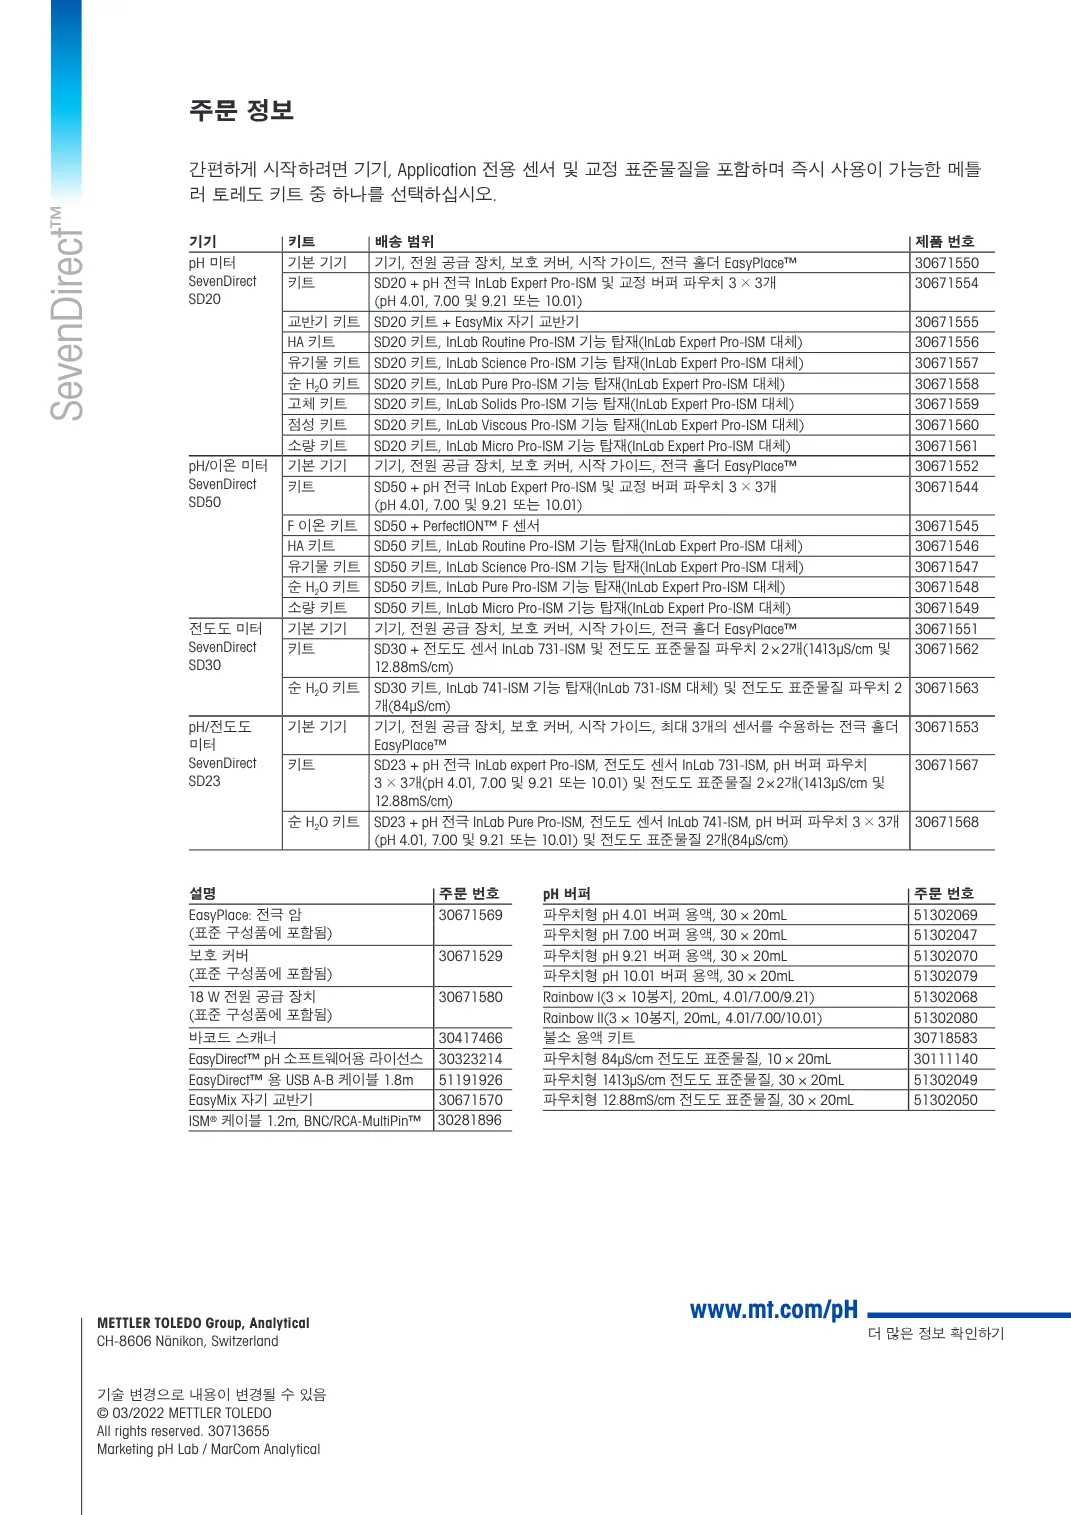 SevenDirect™
주문 정보
간편하게 시작하려면 기기, Application 전용 센서 및 교정 표준물질을 포함하며 즉시 사용이 가능한 메틀
러 토레도 키트 중 하나를 선택하십시오.
기기 키트 배송 범위 제품 번호
pH 미터 기본 기기 기기, 전원 공급 장치, 보호 커버, 시작 가이드, 전극 홀더 EasyPlace™ 30671550
SevenDirect 키트 SD20 + pH 전극 InLab Expert Pro-ISM 및 교정 버퍼 파우치 3 × 3개 30671554
SD20 (pH 4.01, 7.00 및 9.21 또는 10.01)
교반기 키트 SD20 키트 + EasyMix 자기 교반기 30671555
HA 키트 SD20 키트, InLab Routine Pro-ISM 기능 탑재(InLab Expert Pro-ISM 대체) 30671556
유기물 키트 SD20 키트, InLab Science Pro-ISM 기능 탑재(InLab Expert Pro-ISM 대체) 30671557
순 H₂O 키트 SD20 키트, InLab Pure Pro-ISM 기능 탑재(InLab Expert Pro-ISM 대체) 30671558
고체 키트 SD20 키트, InLab Solids Pro-ISM 기능 탑재(InLab Expert Pro-ISM 대체) 30671559
점성 키트 SD20 키트, InLab Viscous Pro-ISM 기능 탑재(InLab Expert Pro-ISM 대체) 30671560
소량 키트 SD20 키트, InLab Micro Pro-ISM 기능 탑재(InLab Expert Pro-ISM 대체) 30671561
pH/이온 미터 기본 기기 기기, 전원 공급 장치, 보호 커버, 시작 가이드, 전극 홀더 EasyPlace™ 30671552
SevenDirect 키트 SD50 + pH 전극 InLab Expert Pro-ISM 및 교정 버퍼 파우치 3 × 3개 30671544
SD50 (pH 4.01, 7.00 및 9.21 또는 10.01)
F 이온 키트 SD50 + PerfectION™ F 센서 30671545
HA 키트 SD50 키트, InLab Routine Pro-ISM 기능 탑재(InLab Expert Pro-ISM 대체) 30671546
유기물 키트 SD50 키트, InLab Science Pro-ISM 기능 탑재(InLab Expert Pro-ISM 대체) 30671547
순 H₂O 키트 SD50 키트, InLab Pure Pro-ISM 기능 탑재(InLab Expert Pro-ISM 대체) 30671548
소량 키트 SD50 키트, InLab Micro Pro-ISM 기능 탑재(InLab Expert Pro-ISM 대체) 30671549
전도도 미터 기본 기기 기기, 전원 공급 장치, 보호 커버, 시작 가이드, 전극 홀더 EasyPlace™ 30671551
SevenDirect 키트 SD30 + 전도도 센서 InLab 731-ISM 및 전도도 표준물질 파우치 2×2개(1413µS/cm 및 30671562
SD30 12.88mS/cm)
순 H₂O 키트 SD30 키트, InLab 741-ISM 기능 탑재(InLab 731-ISM 대체) 및 전도도 표준물질 파우치 2 30671563
개(84µS/cm)
pH/전도도 기본 기기 기기, 전원 공급 장치, 보호 커버, 시작 가이드, 최대 3개의 센서를 수용하는 전극 홀더 30671553
미터 EasyPlace™
SevenDirect 키트 SD23 + pH 전극 InLab expert Pro-ISM, 전도도 센서 InLab 731-ISM, pH 버퍼 파우치 30671567
SD23 3 × 3개(pH 4.01, 7.00 및 9.21 또는 10.01) 및 전도도 표준물질 2×2개(1413µS/cm 및
12.88mS/cm)
순 H₂O 키트 SD23 + pH 전극 InLab Pure Pro-ISM, 전도도 센서 InLab 741-ISM, pH 버퍼 파우치 3 × 3개 30671568
(pH 4.01, 7.00 및 9.21 또는 10.01) 및 전도도 표준물질 2개(84µS/cm)
설명 주문 번호
EasyPlace: 전극 암 30671569
(표준 구성품에 포함됨)
보호 커버 30671529
(표준 구성품에 포함됨)
18 W 전원 공급 장치 30671580
(표준 구성품에 포함됨)
바코드 스캐너 30417466
EasyDirect™ pH 소프트웨어용 라이선스 30323214
EasyDirect™ 용 USB A-B 케이블 1.8m 51191926
EasyMix 자기 교반기 30671570
ISM® 케이블 1.2m, BNC/RCA-MultiPin™ 30281896
pH 버퍼 주문 번호
파우치형 pH 4.01 버퍼 용액, 30 × 20mL 51302069
파우치형 pH 7.00 버퍼 용액, 30 × 20mL 51302047
파우치형 pH 9.21 버퍼 용액, 30 × 20mL 51302070
파우치형 pH 10.01 버퍼 용액, 30 × 20mL 51302079
Rainbow I(3 × 10봉지, 20mL, 4.01/7.00/9.21) 51302068
Rainbow II(3 × 10봉지, 20mL, 4.01/7.00/10.01) 51302080
불소 용액 키트 30718583
파우치형 84µS/cm 전도도 표준물질, 10 × 20mL 30111140
파우치형 1413µS/cm 전도도 표준물질, 30 × 20mL 51302049
파우치형 12.88mS/cm 전도도 표준물질, 30 × 20mL 51302050
www.mt.com/pH
더 많은 정보 확인하기
METTLER TOLEDO Group, Analytical
CH-8606 Nänikon, Switzerland
기술 변경으로 내용이 변경될 수 있음
© 03/2022 METTLER TOLEDO
All rights reserved. 30713655
Marketing pH Lab / MarCom Analytical